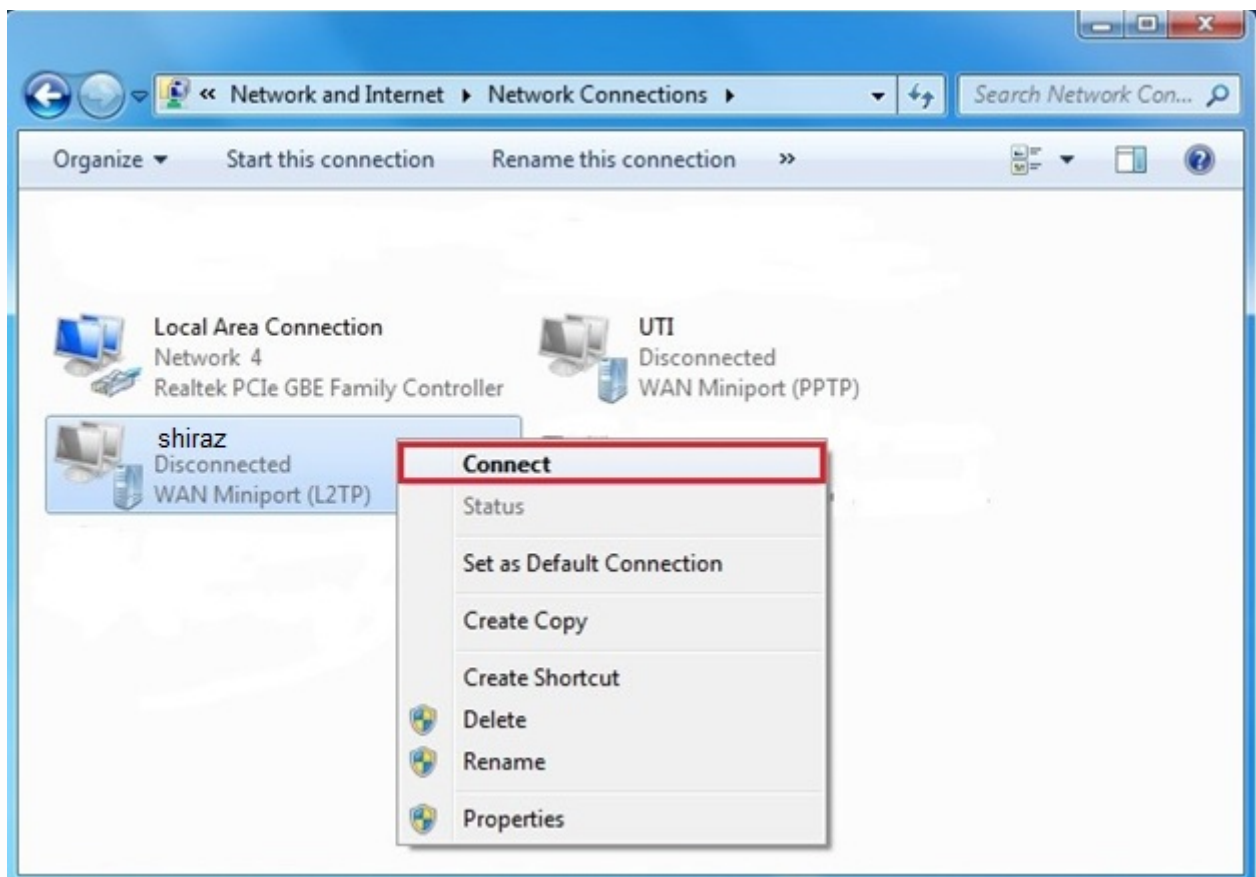 « Network and Internet ▸ Network Connections ▸
Search Network Con...
Organize ▾ Start this connection Rename this connection »
Local Area Connection
Network 4
Realtek PCIe GBE Family Controller
UTI
Disconnected
WAN Miniport (PPTP)
shiraz
Disconnected
WAN Miniport (L2TP)
Connect
Status
Set as Default Connection
Create Copy
Create Shortcut
Delete
Rename
Properties